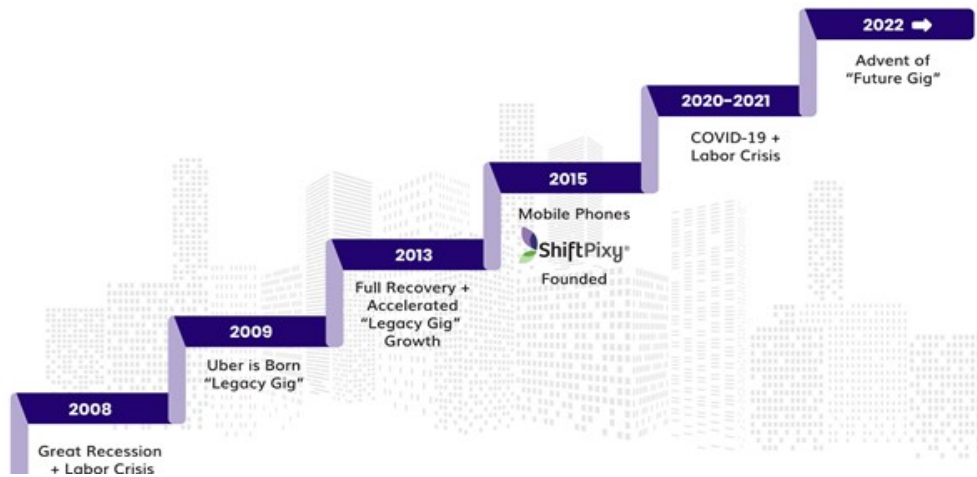 2008
Great Recession
+ Labor Crisis
2009
Uber is Born
“Legacy Gig”
2013
Full Recovery +
Accelerated
“Legacy Gig”
Growth
2015
Mobile Phones
ShiftPixy®
Founded
2020–2021
COVID-19 +
Labor Crisis
2022 ➡
Advent of
“Future Gig”